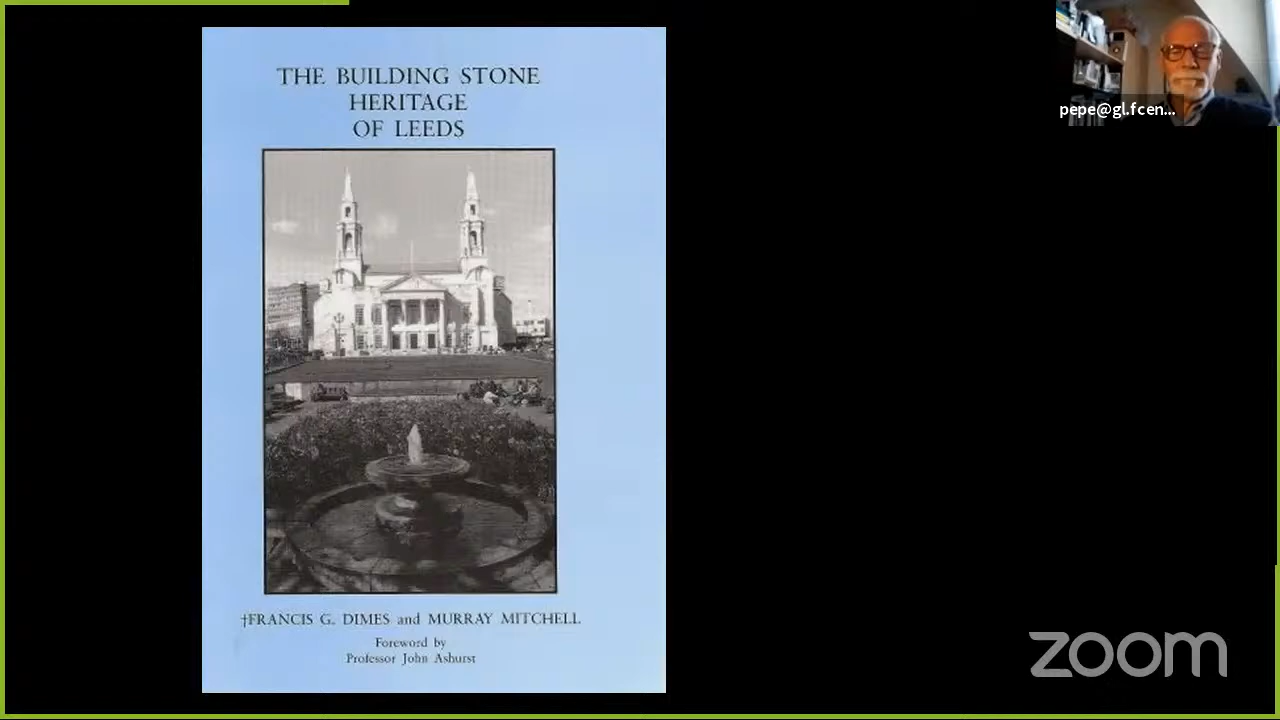 THE BUILDING STONE
HERITAGE
OF LEEDS
†FRANCIS G. DIMES and MURRAY MITCHELL
Foreword by
Professor John Ashurst
pepe@gl.fcen...
zoom